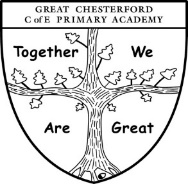 GREAT CHESTERFORD
C of E PRIMARY ACADEMY
Together We
Are Great